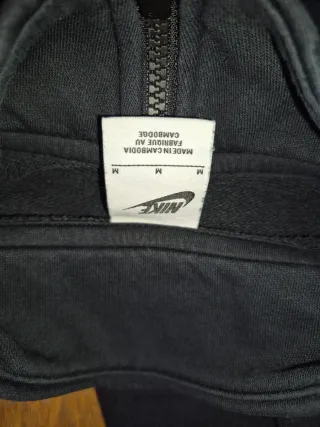 NIKE
M M M
MADE IN CAMBODIA
FABRIQUE AU
CAMBODGE